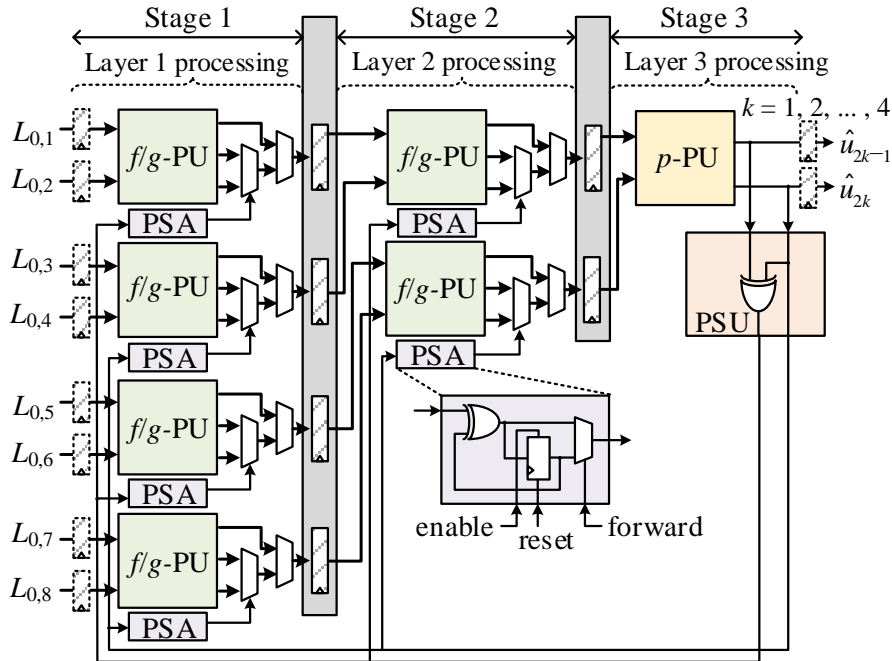 Stage 1 Stage 2 Stage 3
Layer 1 processing Layer 2 processing Layer 3 processing
k = 1, 2, ... , 4
L0,1
L0,2
f/g-PU
PSA
f/g-PU
PSA
p-PU
û2k−1
û2k
L0,3
L0,4
f/g-PU
PSA
f/g-PU
PSA
PSU
L0,5
L0,6
f/g-PU
PSA
enable reset forward
L0,7
L0,8
f/g-PU
PSA